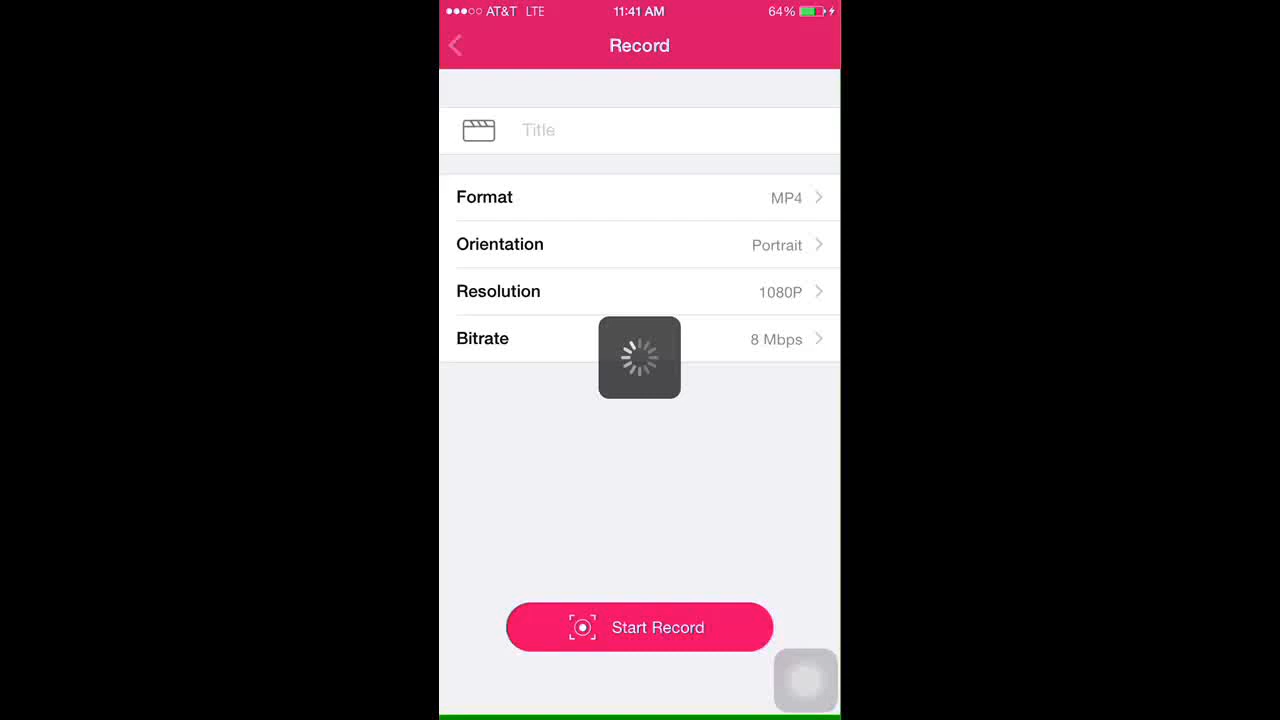 AT&T LTE 11:41 AM 64%
Record
Title
Format MP4
Orientation Portrait
Resolution 1080P
Bitrate 8 Mbps
Start Record